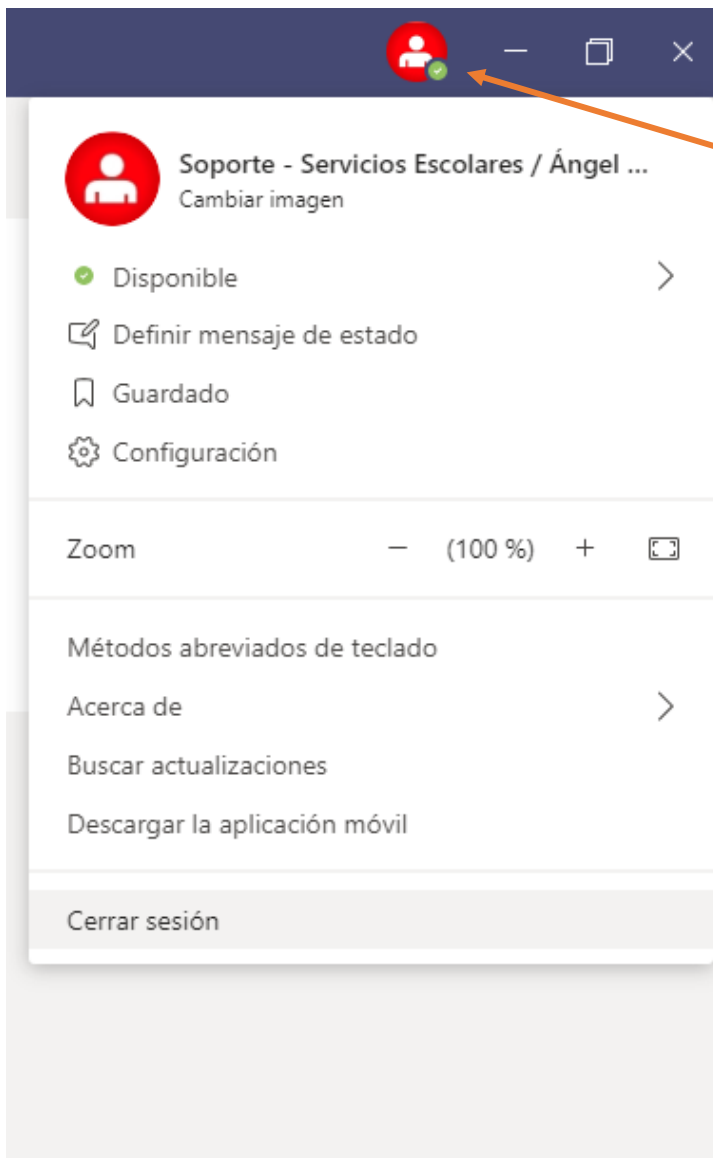 Soporte - Servicios Escolares / Ángel ...
Cambiar imagen
Disponible
Definir mensaje de estado
Guardado
Configuración
Zoom — (100 %) +
Métodos abreviados de teclado
Acerca de
Buscar actualizaciones
Descargar la aplicación móvil
Cerrar sesión